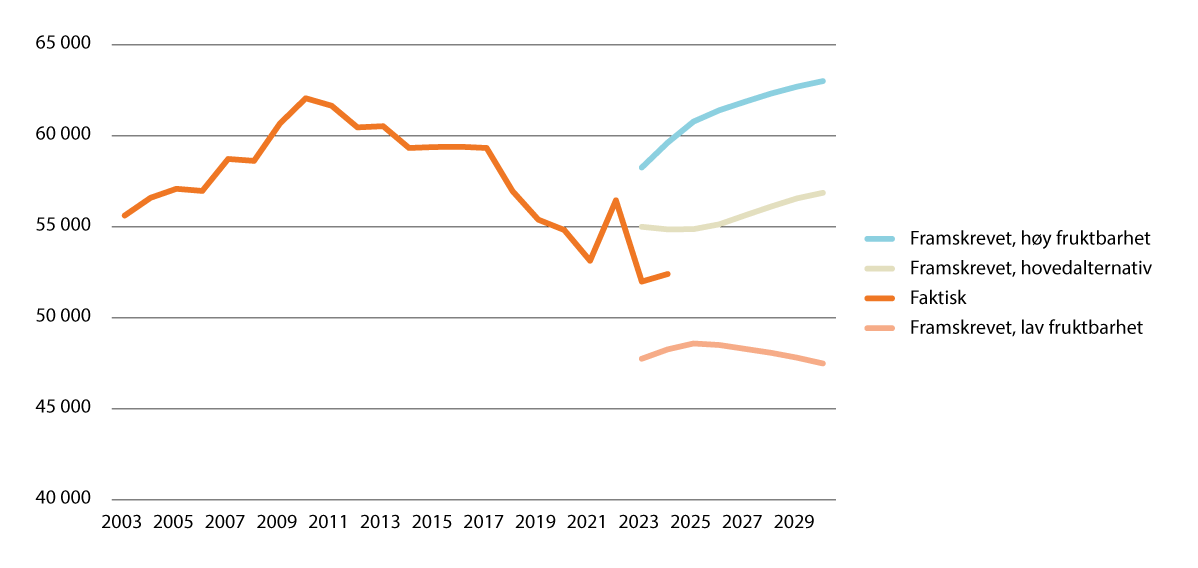 65 000
60 000
55 000
50 000
45 000
40 000
2003 2005 2007 2009 2011 2013 2015 2017 2019 2021 2023 2025 2027 2029
Framskrevet, høy fruktbarhet
Framskrevet, hovedalternativ
Faktisk
Framskrevet, lav fruktbarhet